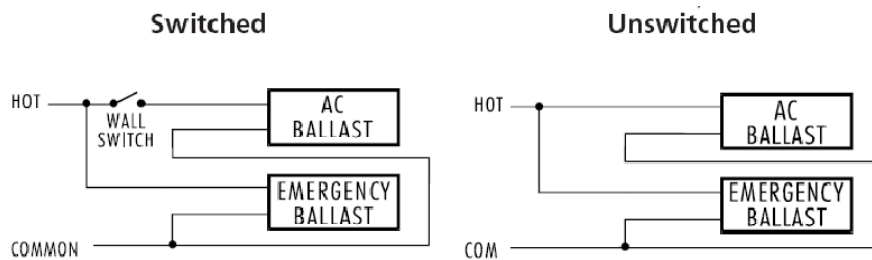 Switched
HOT
WALL
SWITCH
AC
BALLAST
EMERGENCY
BALLAST
COMMON
Unswitched
HOT
AC
BALLAST
EMERGENCY
BALLAST
COM